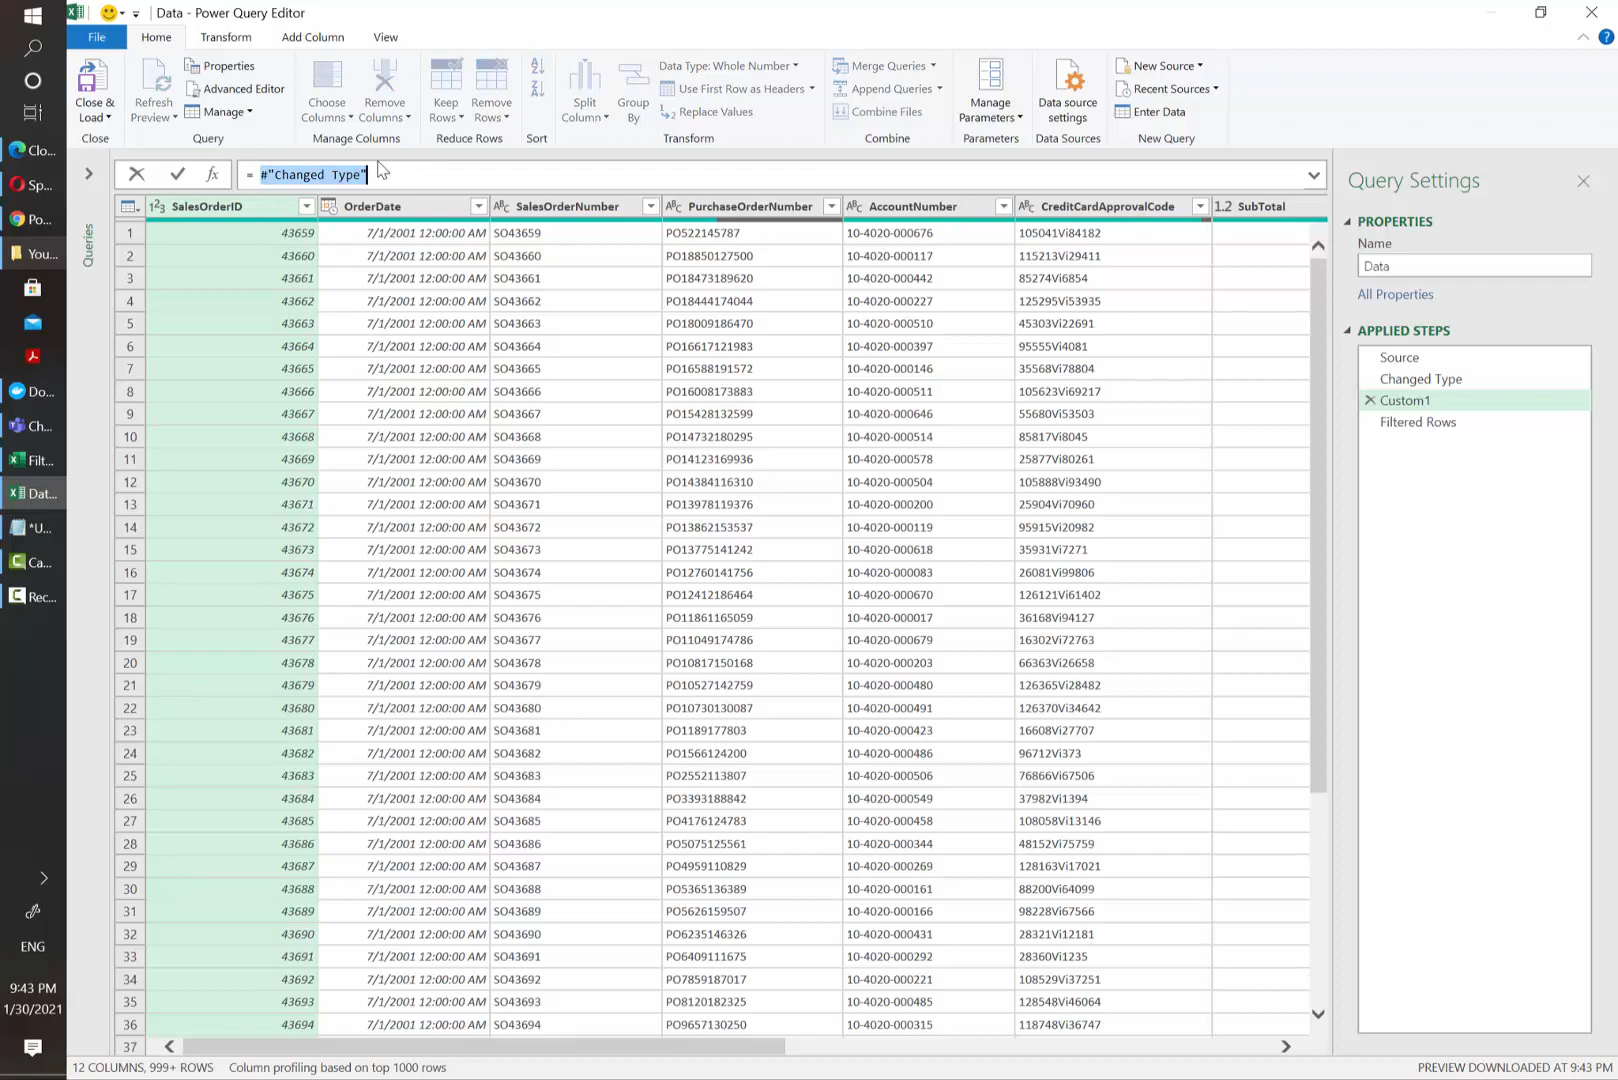 Data - Power Query Editor
File
Home
Transform
Add Column
View
Close &
Load
Close
Refresh
Preview
Properties
Advanced Editor
Manage
Query
Choose
Columns
Remove
Columns
Manage Columns
Keep
Rows
Remove
Rows
Reduce Rows
Sort
Split
Column
Group
By
Data Type: Whole Number
Use First Row as Headers
Replace Values
Transform
Merge Queries
Append Queries
Combine Files
Combine
Manage
Parameters
Parameters
Data source
settings
Data Sources
New Source
Recent Sources
Enter Data
New Query
= #"Changed Type"
Queries
SalesOrderID OrderDate SalesOrderNumber PurchaseOrderNumber AccountNumber CreditCardApprovalCode 1.2 SubTotal
1 43659 7/1/2001 12:00:00 AM SO43659 PO522145787 10-4020-000676 105041Vi84182
2 43660 7/1/2001 12:00:00 AM SO43660 PO18850127500 10-4020-000117 115213Vi29411
3 43661 7/1/2001 12:00:00 AM SO43661 PO18473189620 10-4020-000442 85274Vi6854
4 43662 7/1/2001 12:00:00 AM SO43662 PO18444174044 10-4020-000227 125295Vi53935
5 43663 7/1/2001 12:00:00 AM SO43663 PO18009186470 10-4020-000510 45303Vi22691
6 43664 7/1/2001 12:00:00 AM SO43664 PO16617121983 10-4020-000397 95555Vi4081
7 43665 7/1/2001 12:00:00 AM SO43665 PO16588191572 10-4020-000146 35568Vi78804
8 43666 7/1/2001 12:00:00 AM SO43666 PO16008173883 10-4020-000511 105623Vi69217
9 43667 7/1/2001 12:00:00 AM SO43667 PO15428132599 10-4020-000646 55680Vi53503
10 43668 7/1/2001 12:00:00 AM SO43668 PO14732180295 10-4020-000514 85817Vi8045
11 43669 7/1/2001 12:00:00 AM SO43669 PO14123169936 10-4020-000578 25877Vi80261
12 43670 7/1/2001 12:00:00 AM SO43670 PO14384116310 10-4020-000504 105888Vi93490
13 43671 7/1/2001 12:00:00 AM SO43671 PO13978119376 10-4020-000200 25904Vi70960
14 43672 7/1/2001 12:00:00 AM SO43672 PO13862153537 10-4020-000119 95915Vi20982
15 43673 7/1/2001 12:00:00 AM SO43673 PO13775141242 10-4020-000618 35931Vi7271
16 43674 7/1/2001 12:00:00 AM SO43674 PO12760141756 10-4020-000083 26081Vi99806
17 43675 7/1/2001 12:00:00 AM SO43675 PO12412186464 10-4020-000670 126121Vi61402
18 43676 7/1/2001 12:00:00 AM SO43676 PO11861165059 10-4020-000017 36168Vi94127
19 43677 7/1/2001 12:00:00 AM SO43677 PO11049174786 10-4020-000679 16302Vi72763
20 43678 7/1/2001 12:00:00 AM SO43678 PO10817150168 10-4020-000203 66363Vi26658
21 43679 7/1/2001 12:00:00 AM SO43679 PO10527142759 10-4020-000480 126365Vi28482
22 43680 7/1/2001 12:00:00 AM SO43680 PO10730130087 10-4020-000491 126370Vi34642
23 43681 7/1/2001 12:00:00 AM SO43681 PO1189177803 10-4020-000423 16608Vi27707
24 43682 7/1/2001 12:00:00 AM SO43682 PO1566124200 10-4020-000486 96712Vi373
25 43683 7/1/2001 12:00:00 AM SO43683 PO2552113807 10-4020-000506 76866Vi67506
26 43684 7/1/2001 12:00:00 AM SO43684 PO3393188842 10-4020-000549 37982Vi1394
27 43685 7/1/2001 12:00:00 AM SO43685 PO4176124783 10-4020-000458 108058Vi13146
28 43686 7/1/2001 12:00:00 AM SO43686 PO5075125561 10-4020-000344 48152Vi75759
29 43687 7/1/2001 12:00:00 AM SO43687 PO4959110829 10-4020-000269 128163Vi17021
30 43688 7/1/2001 12:00:00 AM SO43688 PO5365136389 10-4020-000161 88200Vi64099
31 43689 7/1/2001 12:00:00 AM SO43689 PO5626159507 10-4020-000166 98228Vi67566
32 43690 7/1/2001 12:00:00 AM SO43690 PO6235146326 10-4020-000431 28321Vi12181
33 43691 7/1/2001 12:00:00 AM SO43691 PO6409111675 10-4020-000292 28360Vi1235
34 43692 7/1/2001 12:00:00 AM SO43692 PO7859187017 10-4020-000221 108529Vi37251
35 43693 7/1/2001 12:00:00 AM SO43693 PO8120182325 10-4020-000485 128548Vi46064
36 43694 7/1/2001 12:00:00 AM SO43694 PO9657130250 10-4020-000315 118748Vi36747
37
Query Settings
PROPERTIES
Name
Data
All Properties
APPLIED STEPS
Source
Changed Type
Custom1
Filtered Rows
12 COLUMNS, 999+ ROWS
Column profiling based on top 1000 rows
PREVIEW DOWNLOADED AT 9:43 PM
Clo...
Sp...
Po...
You...
Do...
Ch...
Filt...
Dat...
*U...
Ca...
Rec...
ENG
9:43 PM
1/30/2021